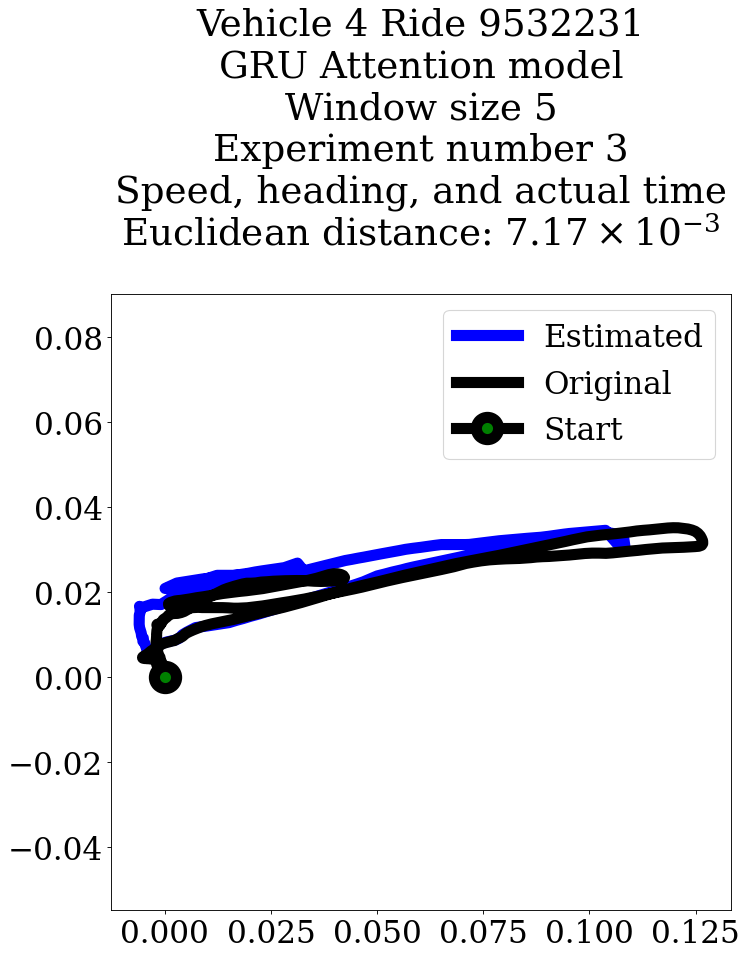 Vehicle 4 Ride 9532231
GRU Attention model
Window size 5
Experiment number 3
Speed, heading, and actual time
Euclidean distance: 7.17 × 10⁻³
Estimated
Original
Start
0.08
0.06
0.04
0.02
0.00
−0.02
−0.04
0.000 0.025 0.050 0.075 0.100 0.125